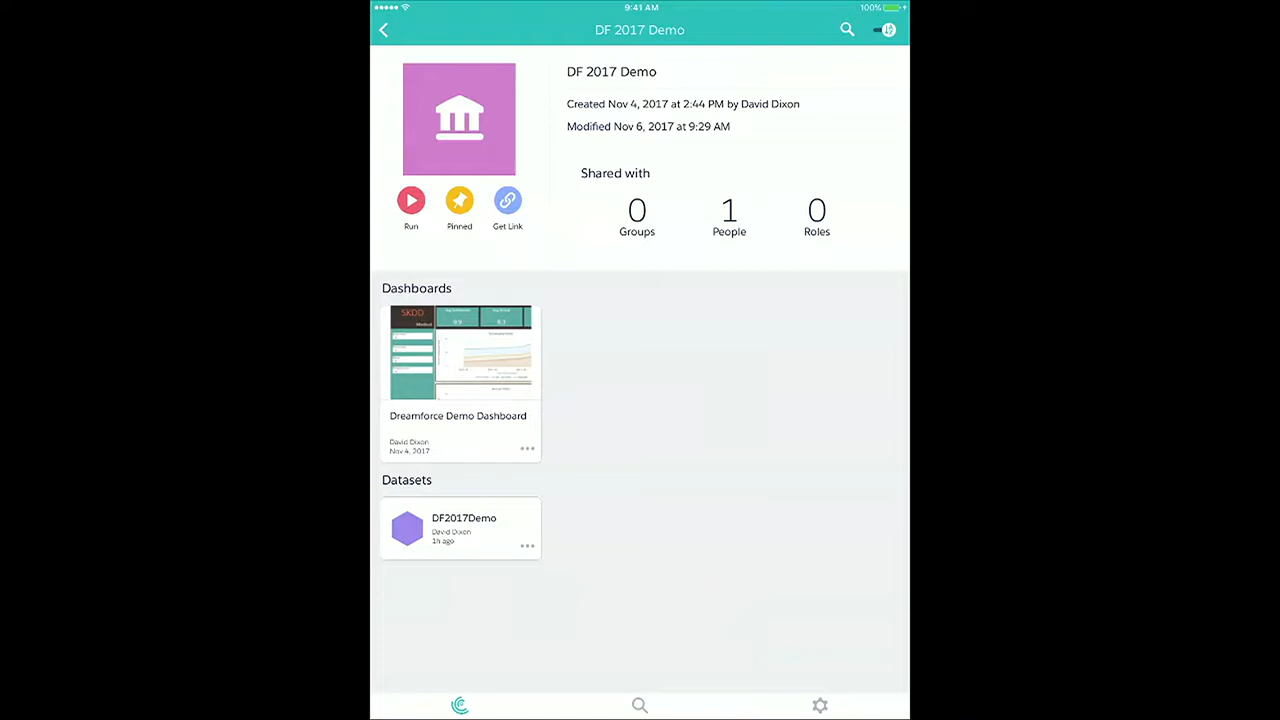 9:41 AM
100%
DF 2017 Demo
DF 2017 Demo
Created Nov 4, 2017 at 2:44 PM by David Dixon
Modified Nov 6, 2017 at 9:29 AM
Shared with
0
1
0
Groups
People
Roles
Run
Pinned
Get Link
Dashboards
SKDD
Medical
Dreamforce Demo Dashboard
David Dixon
Nov 4, 2017
Datasets
DF2017Demo
David Dixon
1h ago